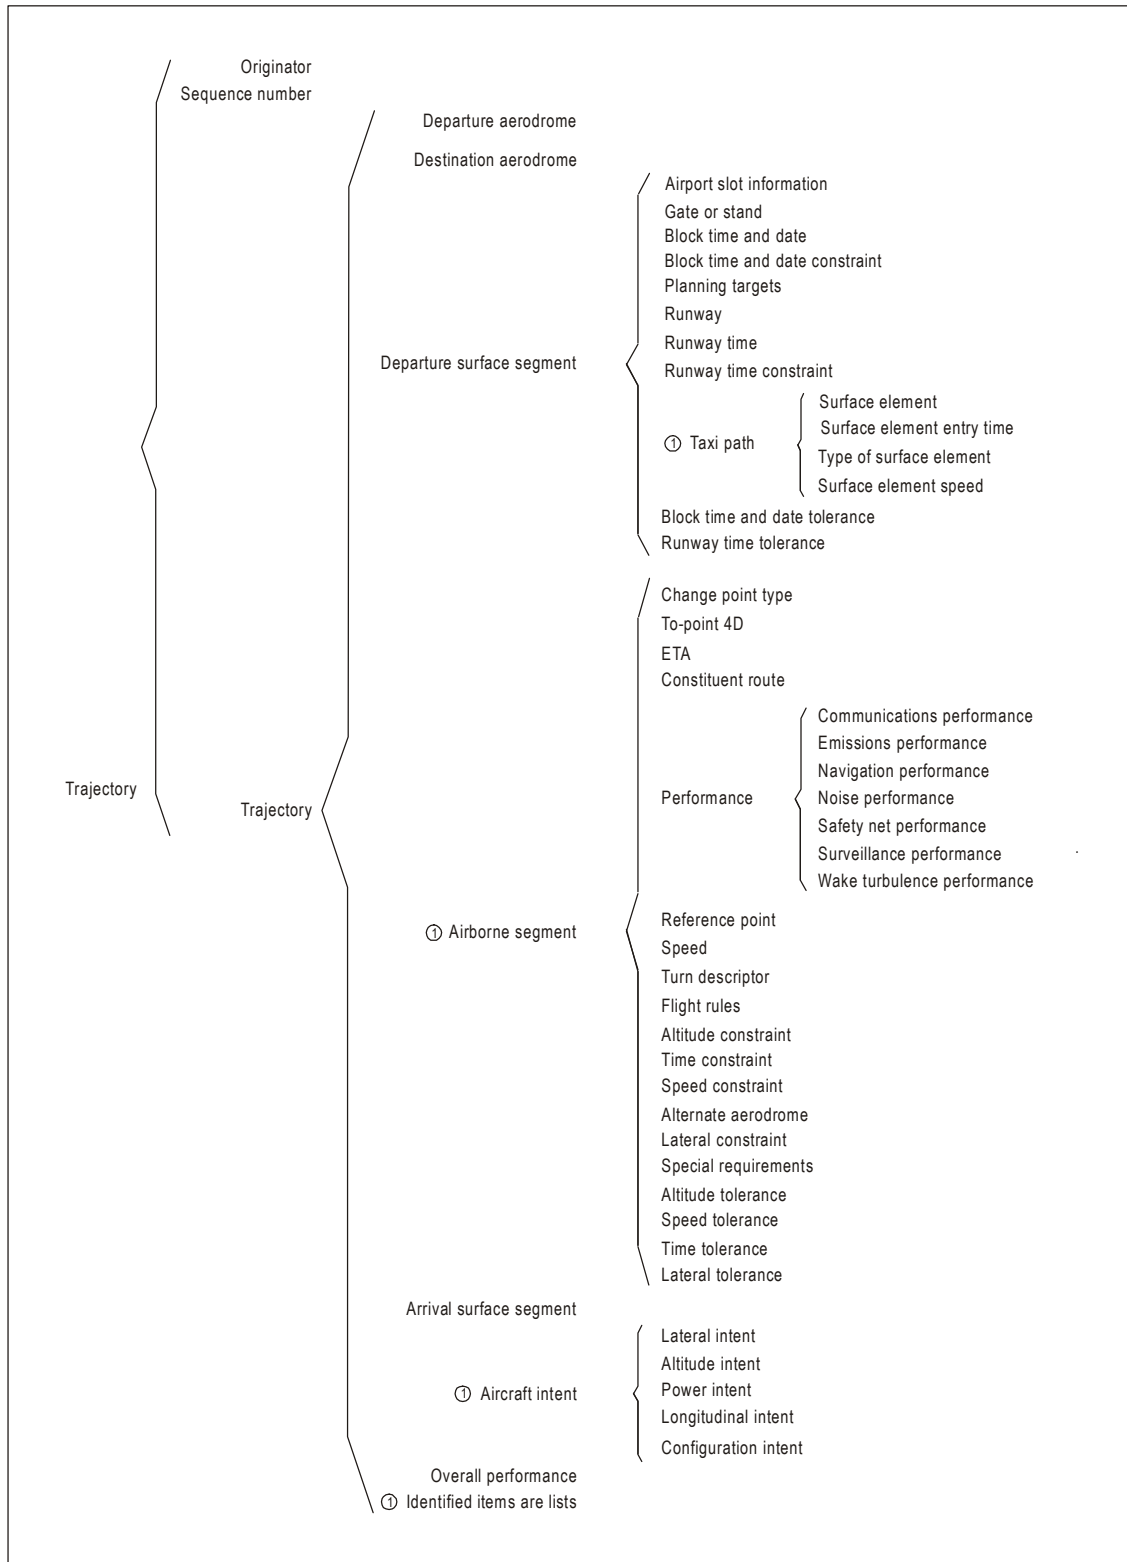 Originator
Sequence number
Departure aerodrome
Destination aerodrome
Airport slot information
Gate or stand
Block time and date
Block time and date constraint
Planning targets
Runway
Runway time
Departure surface segment
Runway time constraint
Surface element
Surface element entry time
① Taxi path
Type of surface element
Surface element speed
Block time and date tolerance
Runway time tolerance
Change point type
To-point 4D
ETA
Constituent route
Communications performance
Emissions performance
Navigation performance
Trajectory
Performance
Noise performance
Trajectory
Safety net performance
Surveillance performance
Wake turbulence performance
Reference point
① Airborne segment
Speed
Turn descriptor
Flight rules
Altitude constraint
Time constraint
Speed constraint
Alternate aerodrome
Lateral constraint
Special requirements
Altitude tolerance
Speed tolerance
Time tolerance
Lateral tolerance
Arrival surface segment
Lateral intent
Altitude intent
① Aircraft intent
Power intent
Longitudinal intent
Configuration intent
Overall performance
① Identified items are lists